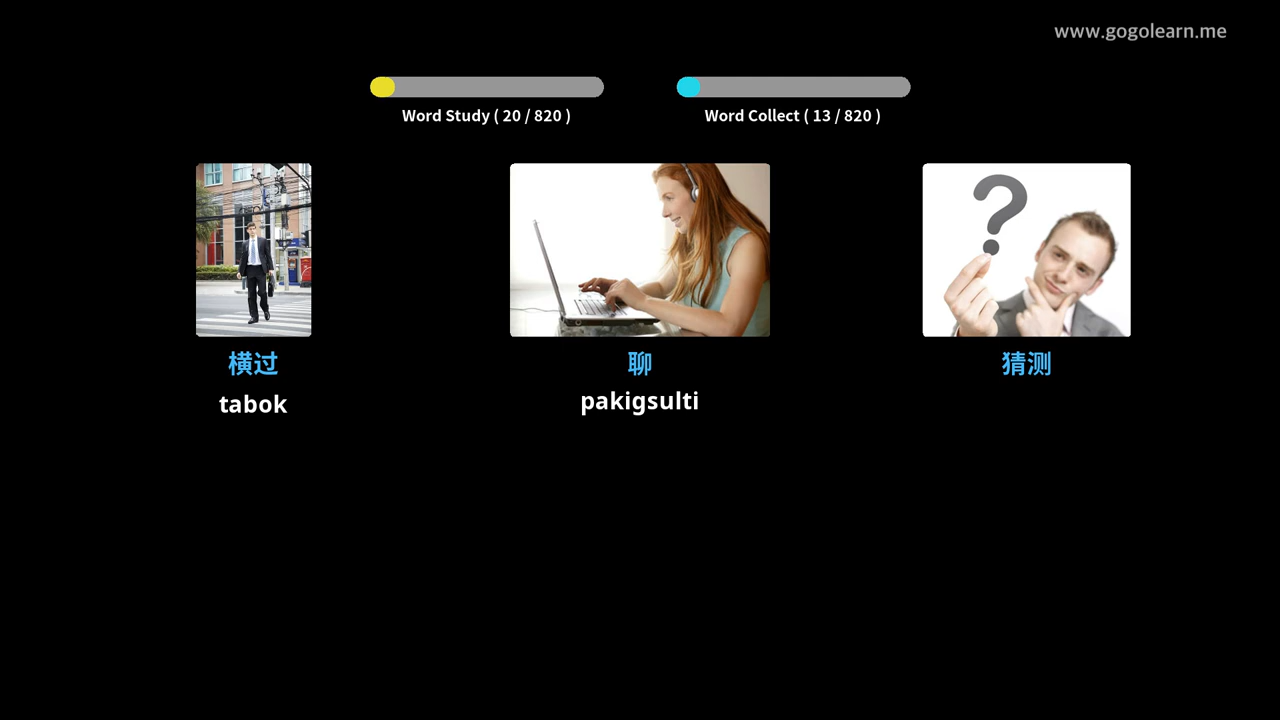 www.gogolearn.me
Word Study ( 20 / 820 )
Word Collect ( 13 / 820 )
横过
聊
猜测
tabok
pakigsulti